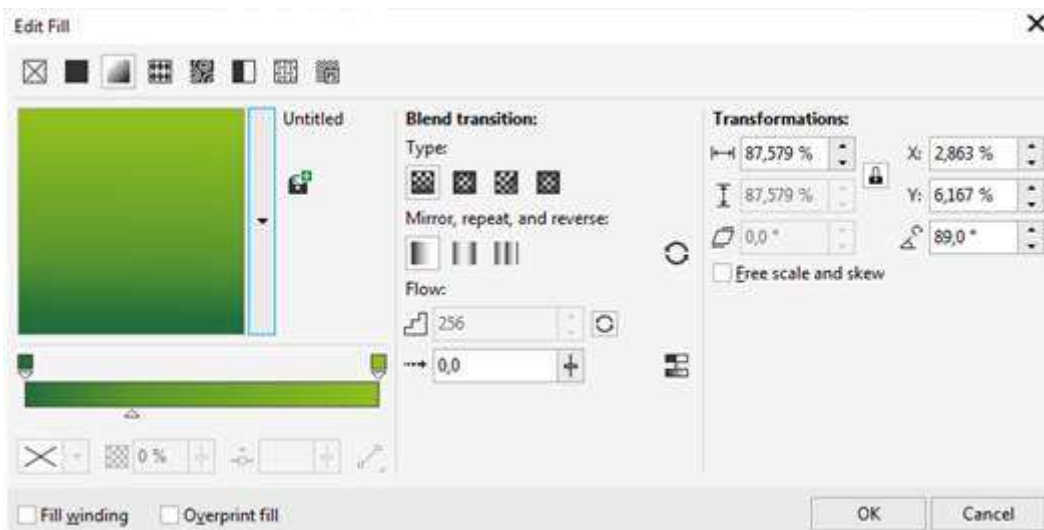 Edit Fill
Untitled
Blend transition:
Type:
Mirror, repeat, and reverse:
Flow:
256
0,0
Transformations:
87,579 %
X: 2,863 %
87,579 %
Y: 6,167 %
0,0 °
89,0 °
Free scale and skew
0 %
Fill winding
Overprint fill
OK
Cancel